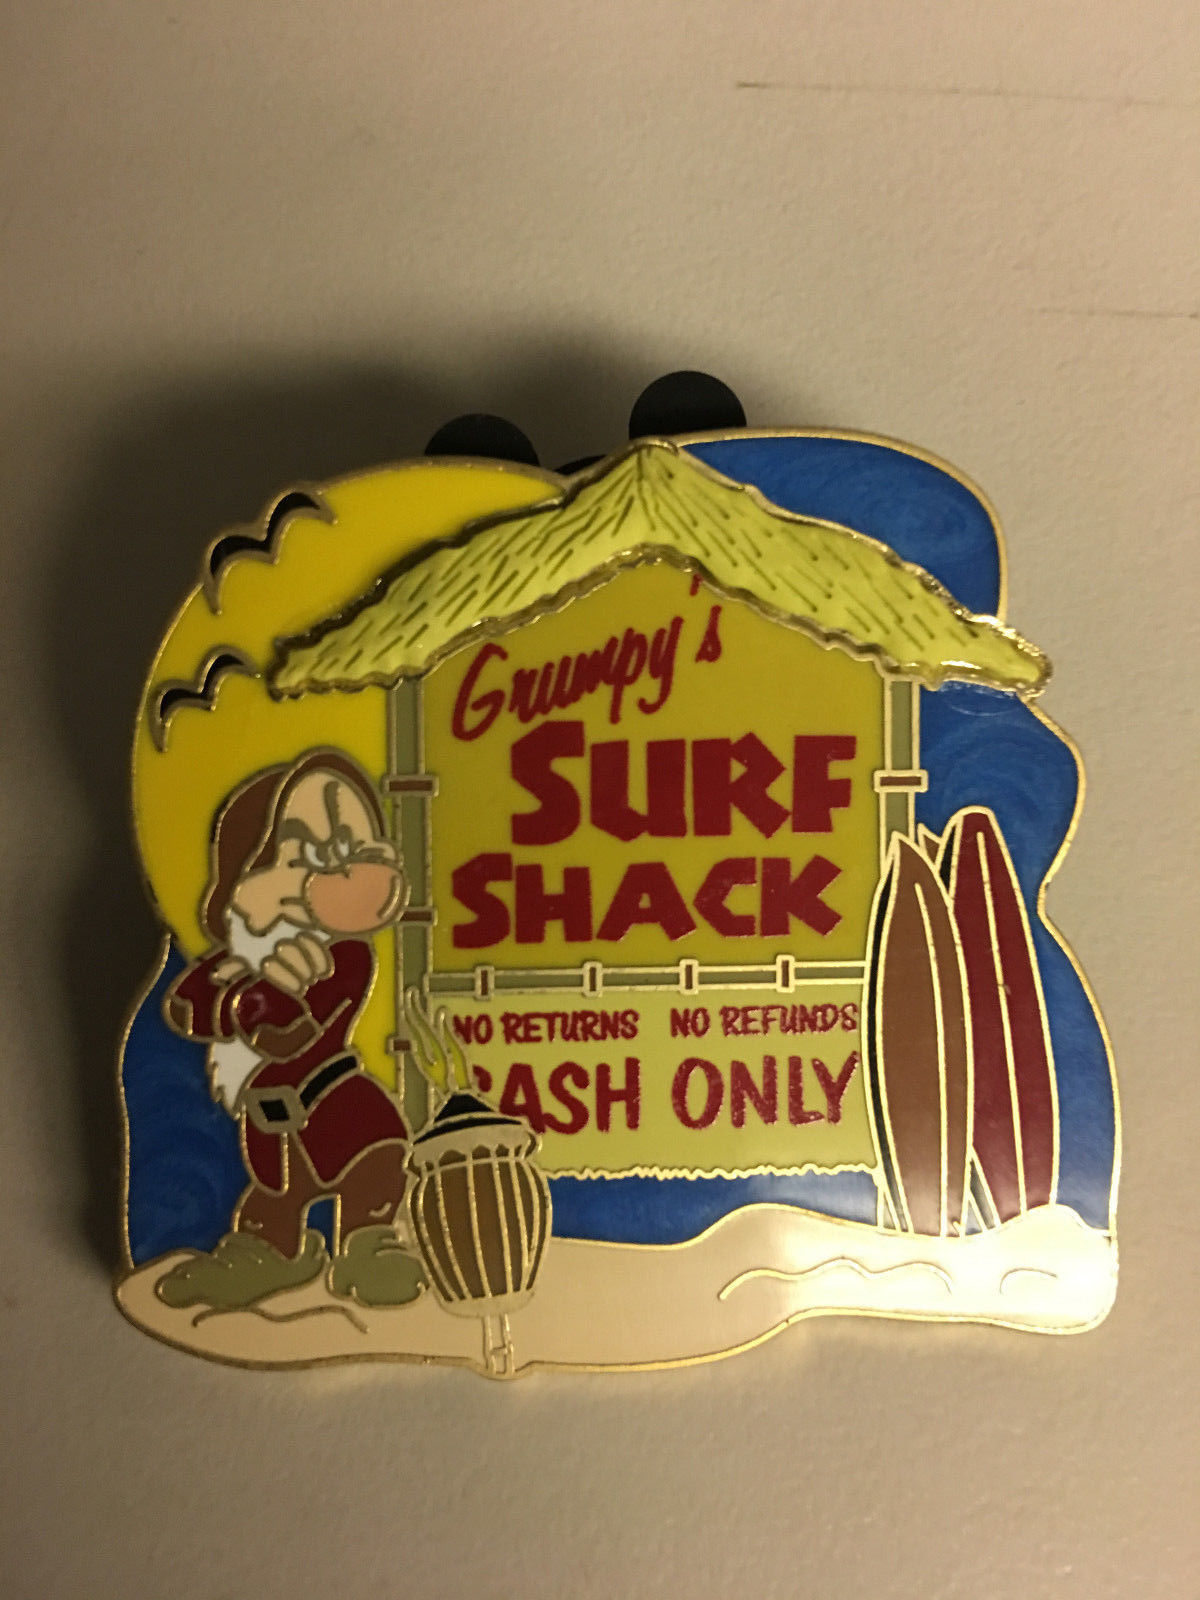 Grumpy's
SURF
SHACK
NO RETURNS NO REFUNDS
CASH ONLY